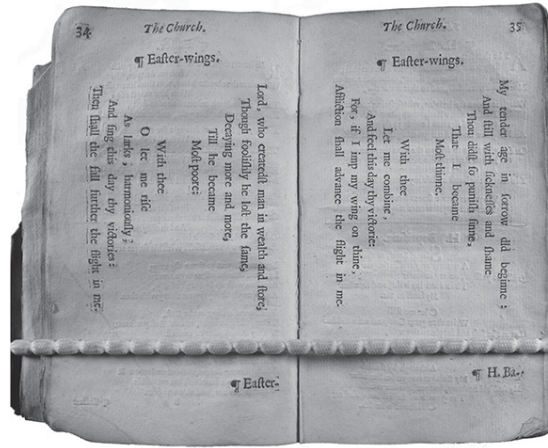 34 The Church.
¶ Eaſter-wings.
Lord, who createdſt man in wealth and ſtore,
Though fooliſhly he loſt the ſame,
Decaying more and more,
Till he became
Moſt poore:
With thee
O let me riſe
As larks, harmoniouſly,
And ſing this day thy victories:
Then ſhall the fall further the flight in me.
¶ Eaſter-
The Church. 35
¶ Eaſter-wings.
My tender age in ſorrow did beginne :
And ſtill with ſickneſſes and ſhame
Thou didſt ſo puniſh ſinne,
That I became
Moſt thinne.
With thee
Let me combine,
And feel this day thy victorie:
For, if I imp my wing on thine,
Affliction ſhall advance the flight in me.
¶ H. Ba-